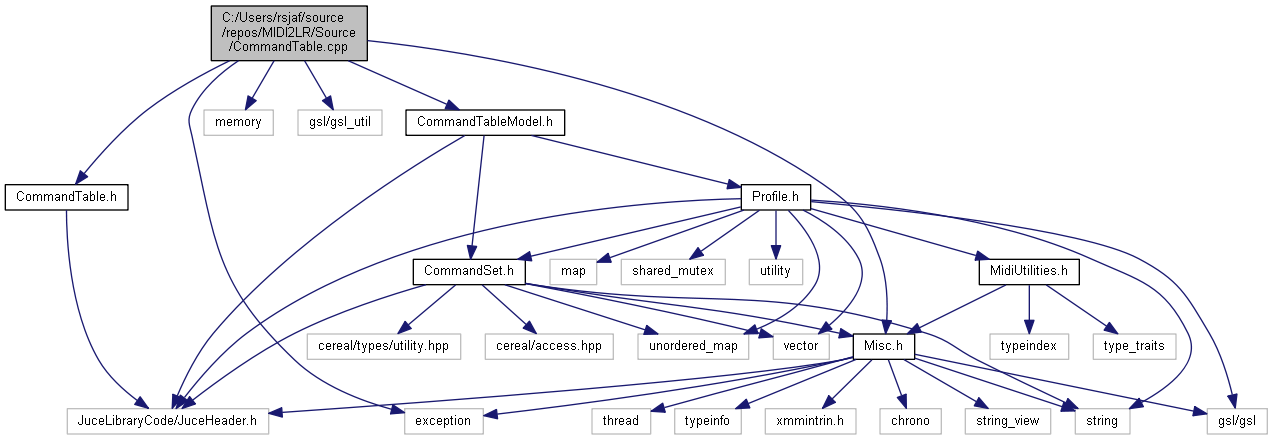 C:/Users/rsjaf/source
/repos/MIDI2LR/Source
/CommandTable.cpp
memory
gsl/gsl_util
CommandTableModel.h
CommandTable.h
Profile.h
CommandSet.h
map
shared_mutex
utility
MidiUtilities.h
cereal/types/utility.hpp
cereal/access.hpp
unordered_map
vector
Misc.h
typeindex
type_traits
JuceLibraryCode/JuceHeader.h
exception
thread
typeinfo
xmmintrin.h
chrono
string_view
string
gsl/gsl